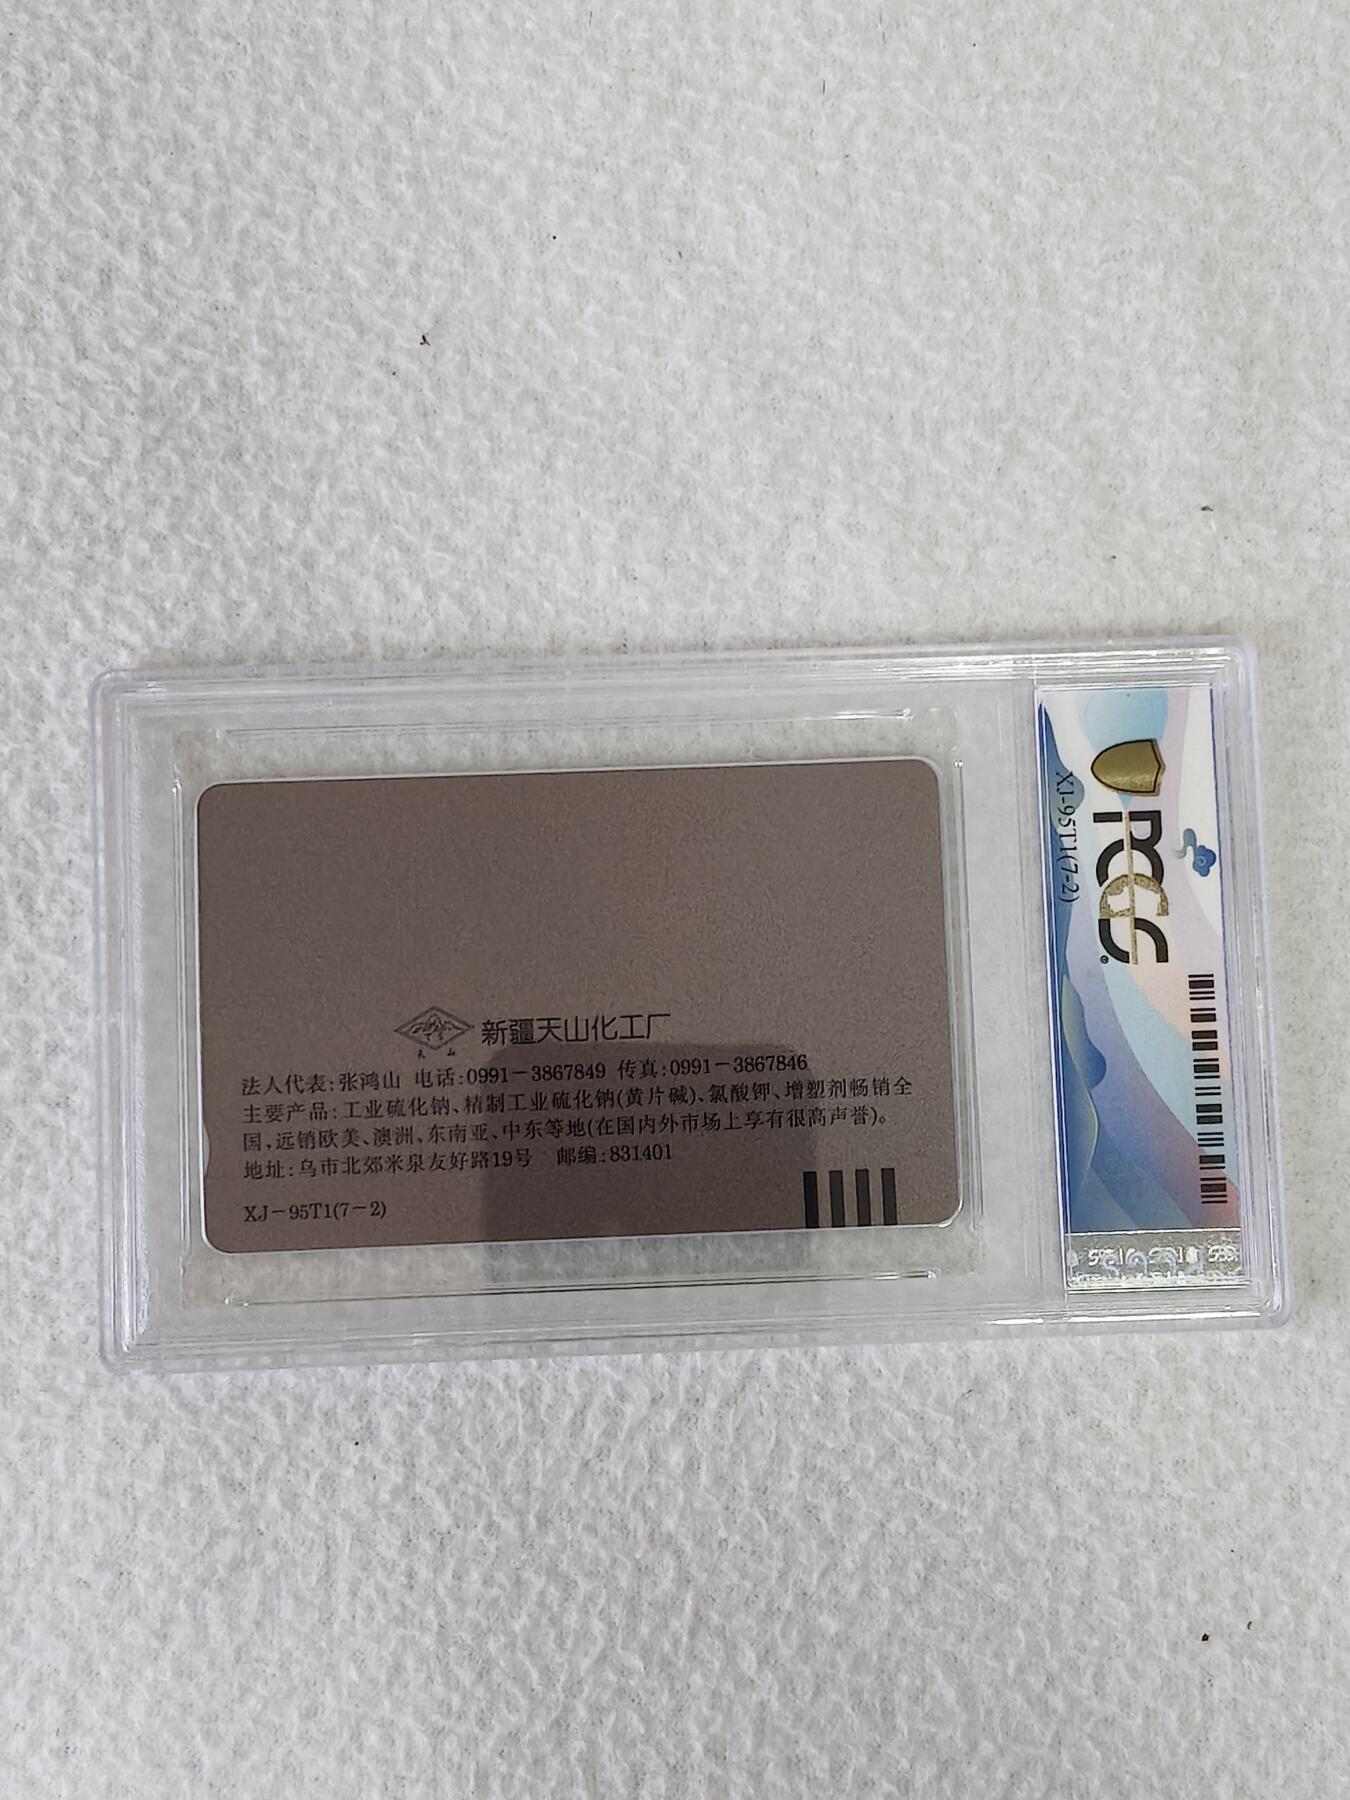 天山
新疆天山化工厂
法人代表:张鸿山 电话:0991-3867849 传真:0991-3867846
主要产品:工业硫化钠、精制工业硫化钠(黄片碱)、氯酸钾、增塑剂畅销全
国,远销欧美、澳洲、东南亚、中东等地(在国内外市场上享有很高声誉)。
地址:乌市北郊米泉友好路19号 邮编:831401
XJ-95T1(7-2)
PCGS
XJ-95T1(7-2)